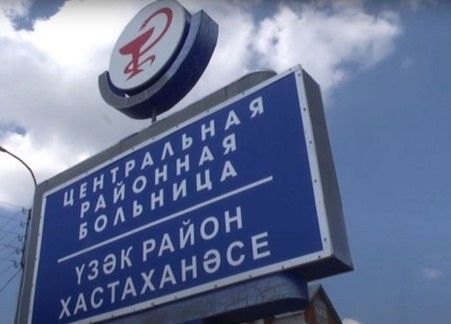 ЦЕНТРАЛЬНАЯ
РАЙОННАЯ
БОЛЬНИЦА
ҮЗӘК РАЙОН
ХАСТАХАНӘСЕ